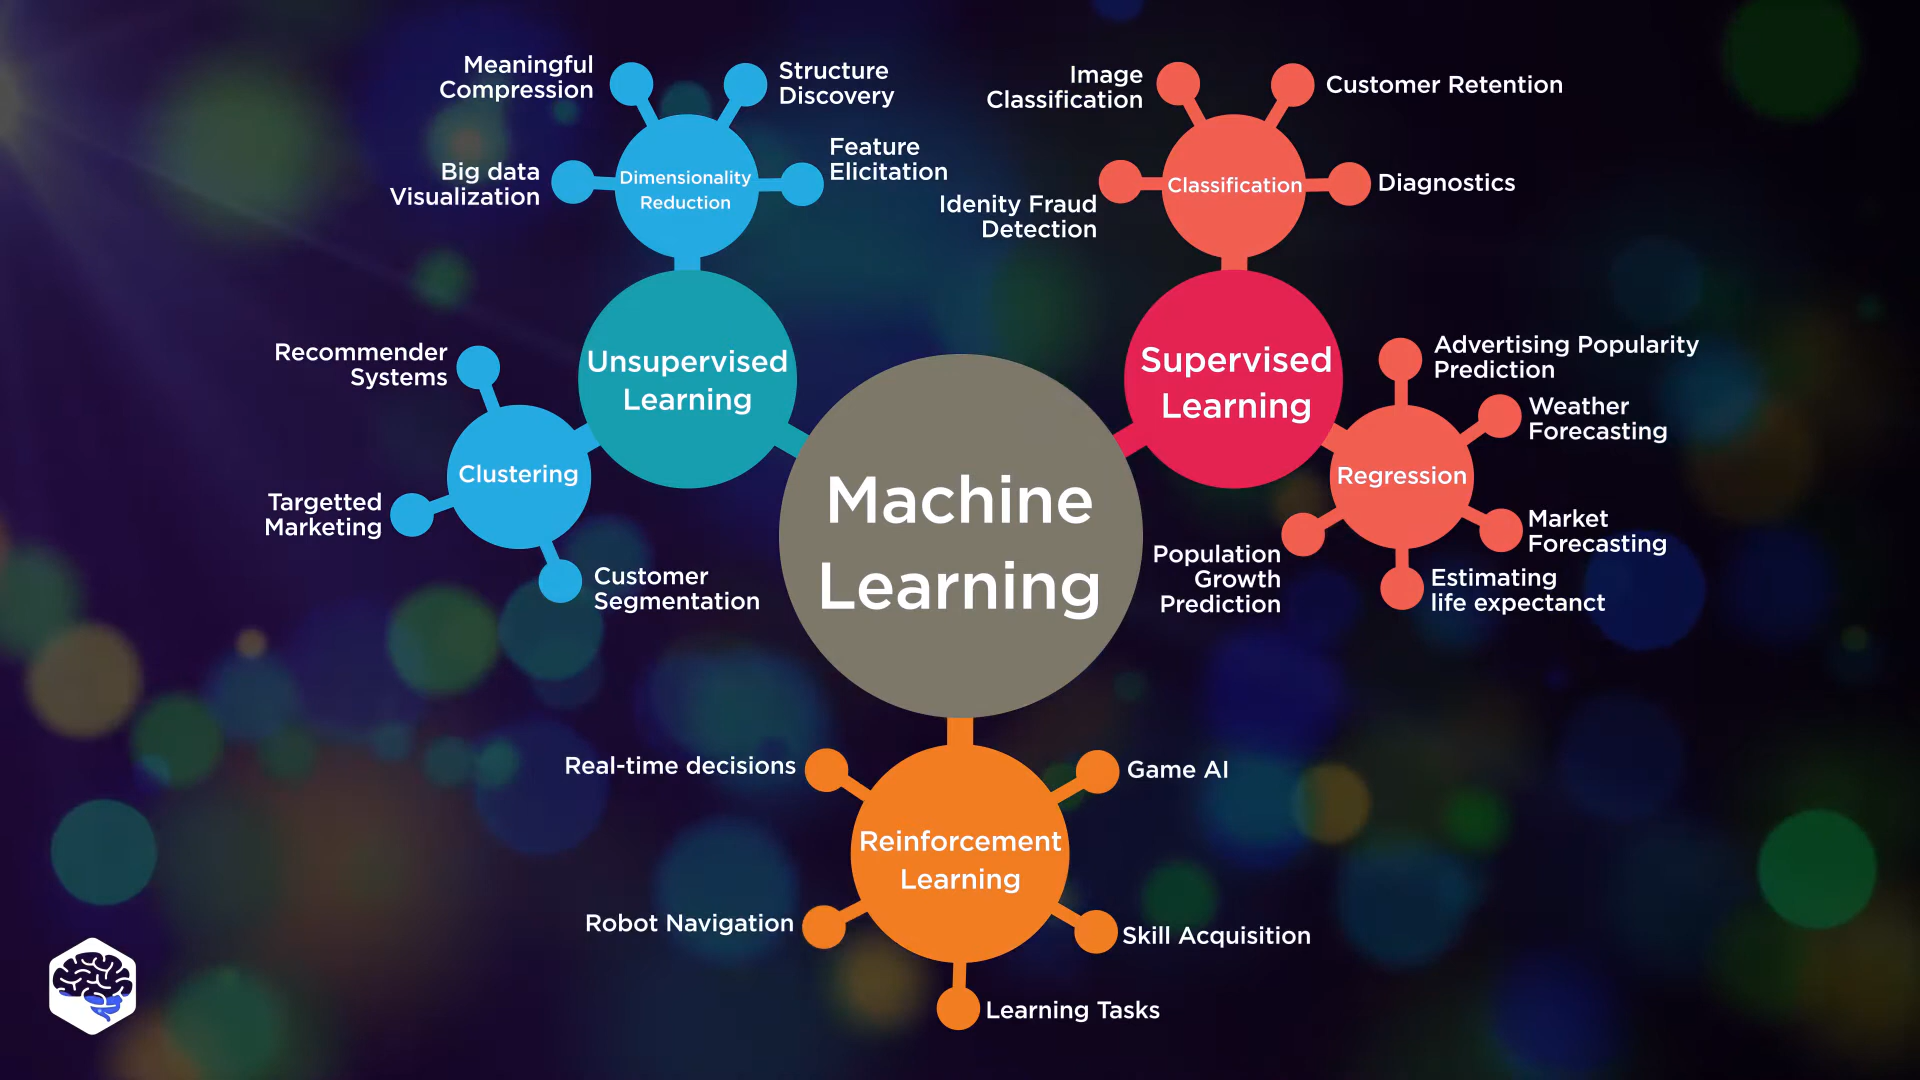 Meaningful
Compression
Structure
Discovery
Big data
Visualization
Dimensionality
Reduction
Feature
Elicitation
Image
Classification
Customer Retention
Idenity Fraud
Detection
Classification
Diagnostics
Recommender
Systems
Unsupervised
Learning
Clustering
Targetted
Marketing
Customer
Segmentation
Supervised
Learning
Advertising Popularity
Prediction
Weather
Forecasting
Regression
Market
Forecasting
Population
Growth
Prediction
Estimating
life expectanct
Machine
Learning
Real-time decisions
Game AI
Reinforcement
Learning
Robot Navigation
Skill Acquisition
Learning Tasks